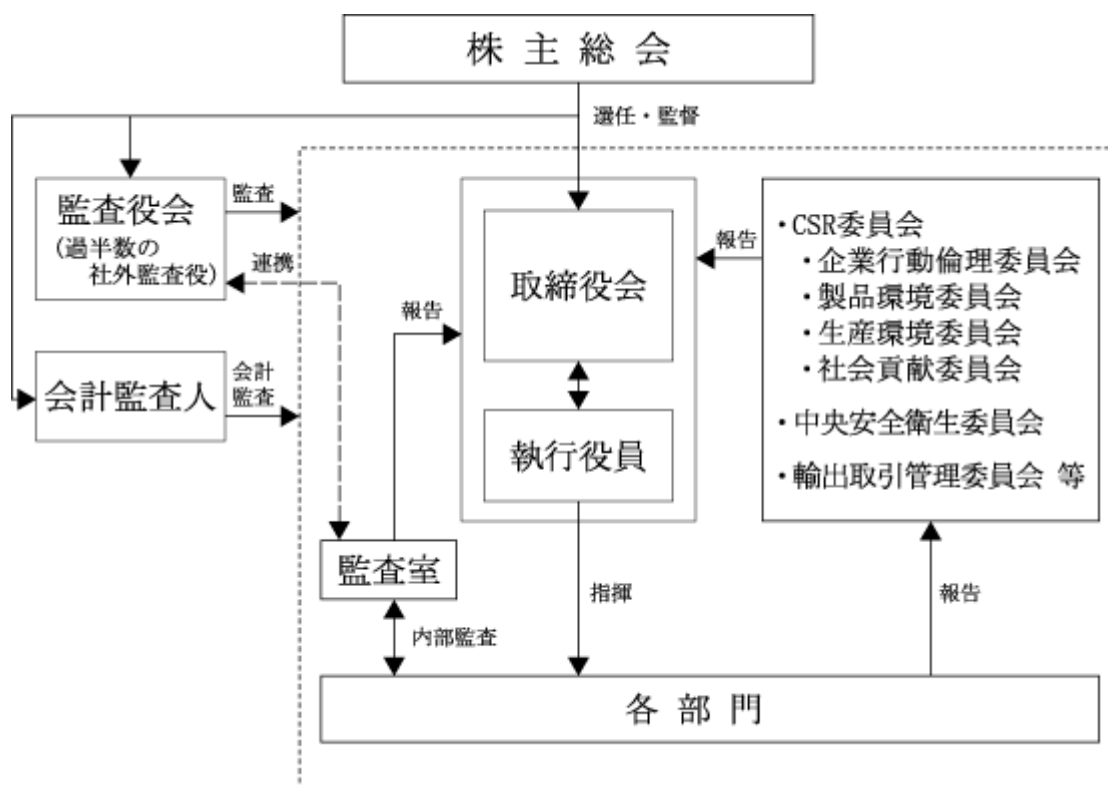 株主総会
選任・監督
監査役会
(過半数の
社外監査役)
監査
連携
会計監査人
会計
監査
報告
取締役会
執行役員
報告
・CSR委員会
・企業行動倫理委員会
・製品環境委員会
・生産環境委員会
・社会貢献委員会
・中央安全衛生委員会
・輸出取引管理委員会 等
監査室
内部監査
指揮
報告
各部門